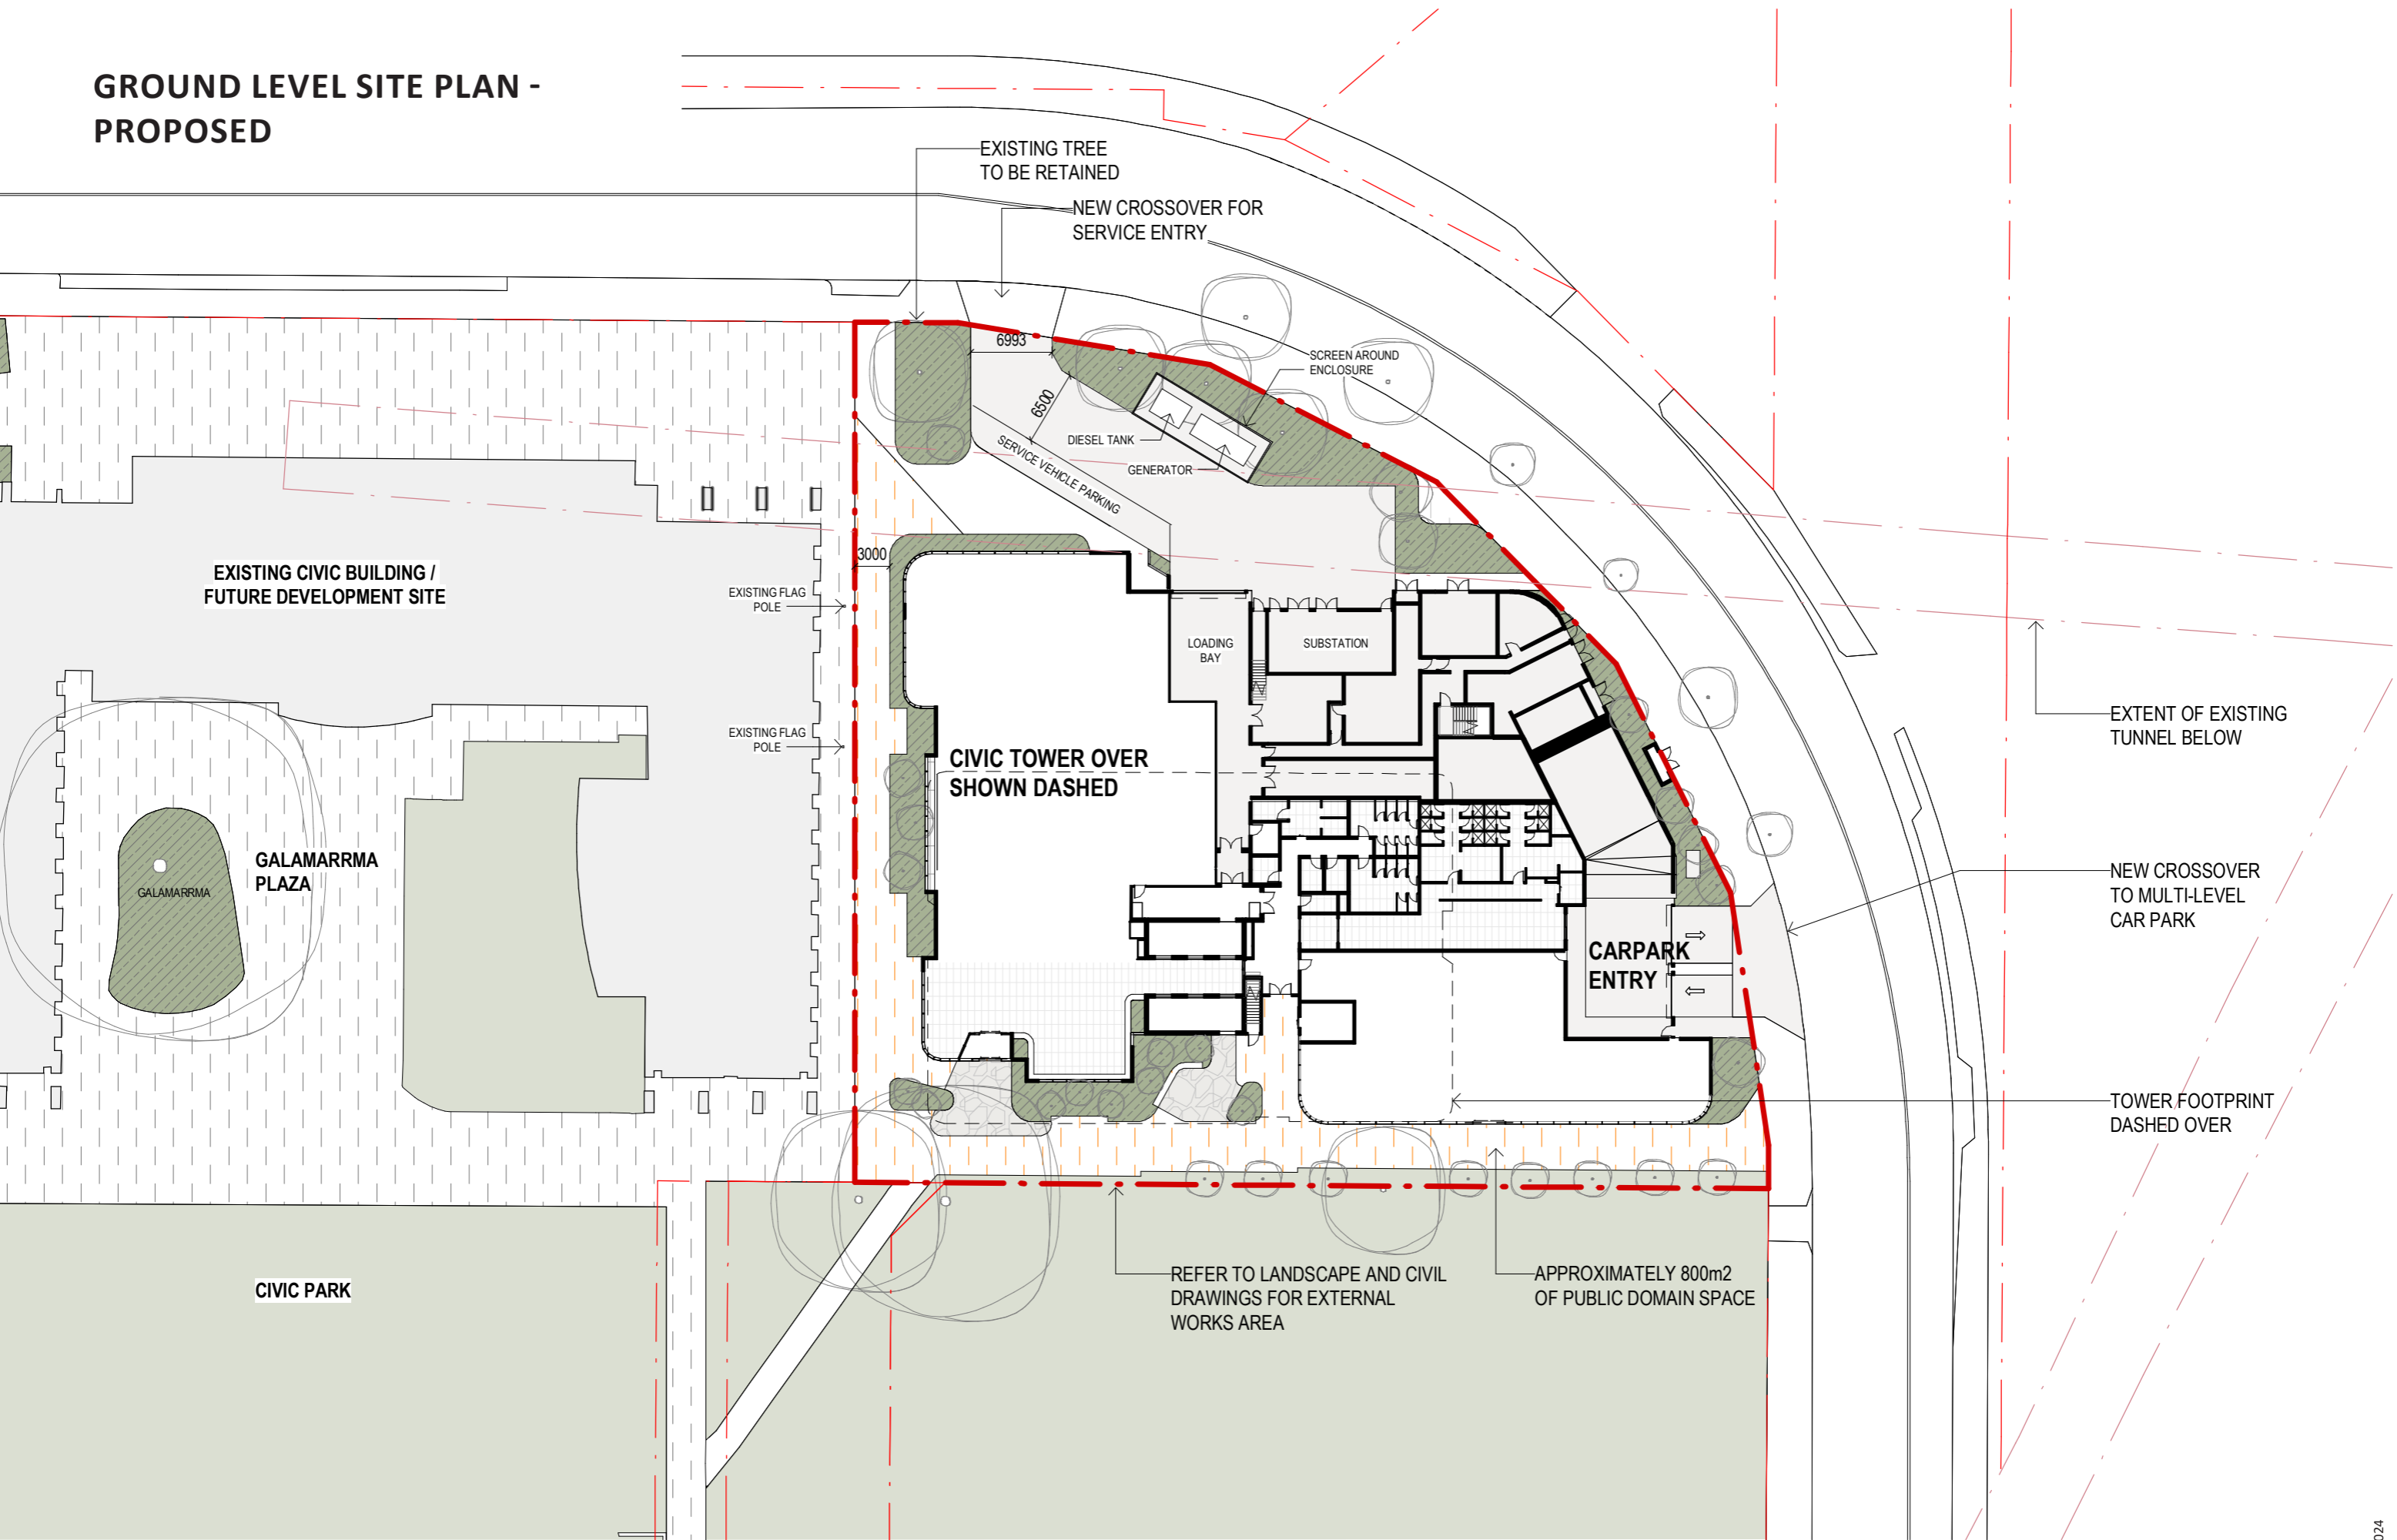 GROUND LEVEL SITE PLAN -
PROPOSED
EXISTING TREE
TO BE RETAINED
NEW CROSSOVER FOR
SERVICE ENTRY
6993
SCREEN AROUND
ENCLOSURE
6500
DIESEL TANK
SERVICE VEHICLE PARKING
GENERATOR
3000
EXISTING CIVIC BUILDING /
FUTURE DEVELOPMENT SITE
EXISTING FLAG
POLE
LOADING
BAY
SUBSTATION
EXISTING FLAG
POLE
EXTENT OF EXISTING
TUNNEL BELOW
CIVIC TOWER OVER
SHOWN DASHED
GALAMARRMA
PLAZA
GALAMARRMA
NEW CROSSOVER
TO MULTI-LEVEL
CAR PARK
CARPARK
ENTRY
TOWER FOOTPRINT
DASHED OVER
REFER TO LANDSCAPE AND CIVIL
DRAWINGS FOR EXTERNAL
WORKS AREA
APPROXIMATELY 800m2
OF PUBLIC DOMAIN SPACE
CIVIC PARK